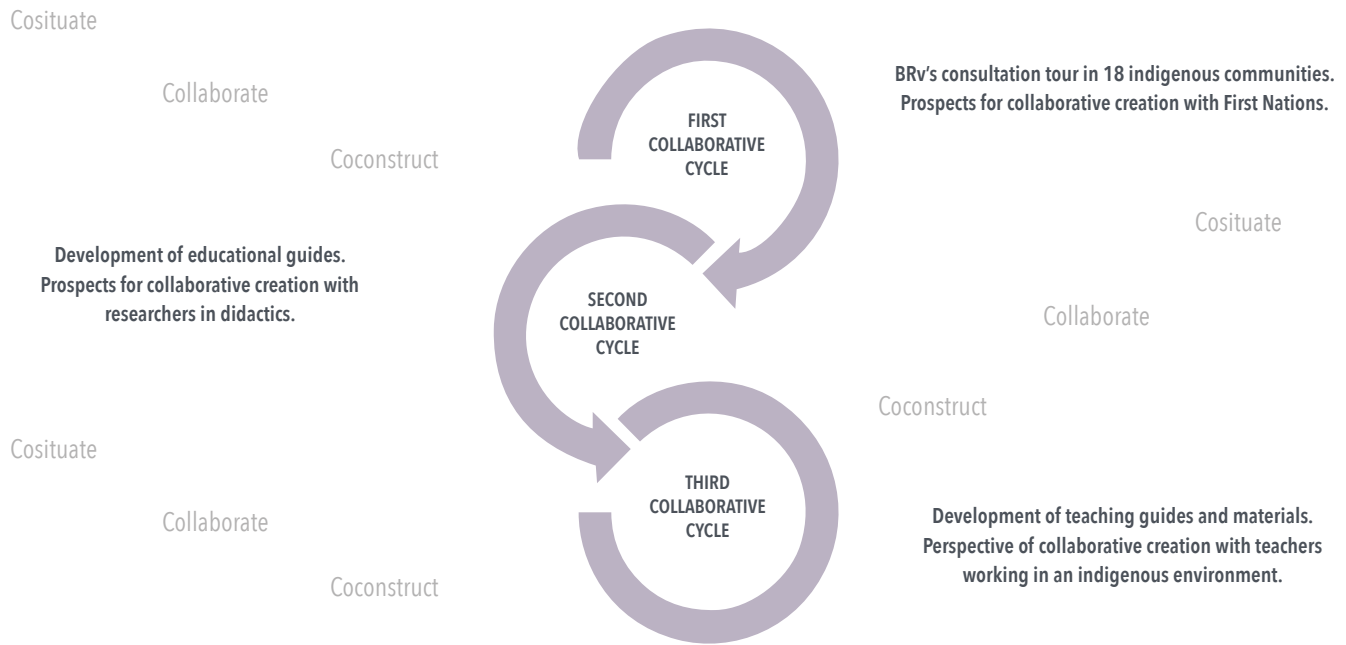 Cosituate
Collaborate
Coconstruct
FIRST
COLLABORATIVE
CYCLE
BRv's consultation tour in 18 indigenous communities.
Prospects for collaborative creation with First Nations.
Development of educational guides.
Prospects for collaborative creation with
researchers in didactics.
SECOND
COLLABORATIVE
CYCLE
Cosituate
Collaborate
Coconstruct
Cosituate
Collaborate
Coconstruct
THIRD
COLLABORATIVE
CYCLE
Development of teaching guides and materials.
Perspective of collaborative creation with teachers
working in an indigenous environment.